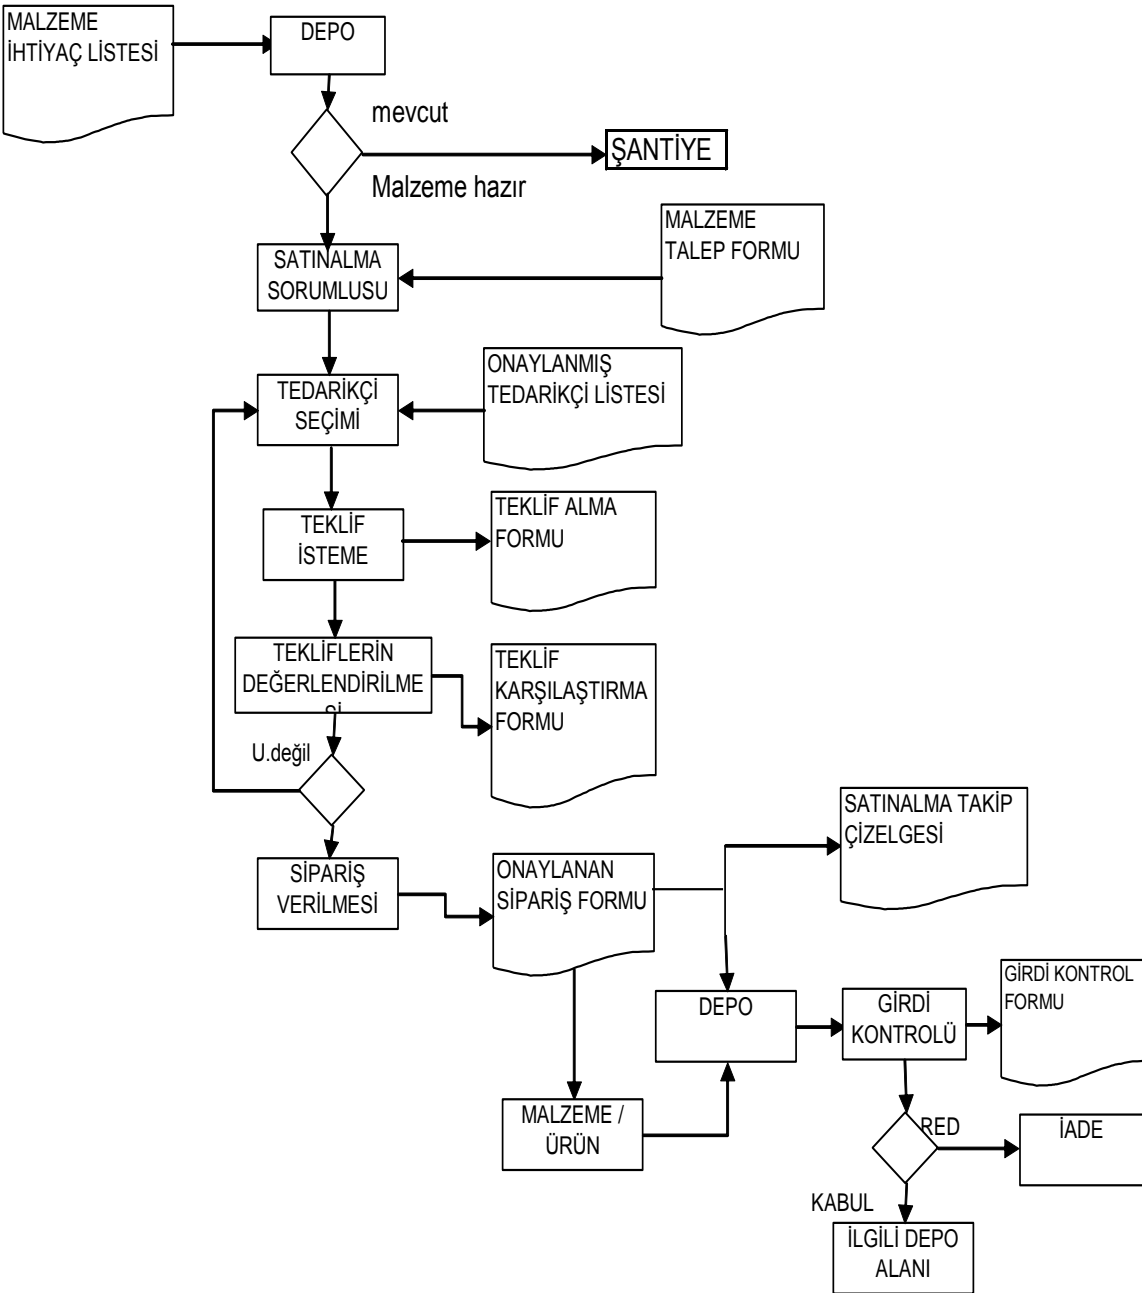 MALZEME
İHTİYAÇ LİSTESİ
DEPO
mevcut
ŞANTİYE
Malzeme hazır
MALZEME
TALEP FORMU
SATINALMA
SORUMLUSU
ONAYLANMIŞ
TEDARİKÇİ LİSTESİ
TEDARİKÇİ
SEÇİMİ
TEKLİF ALMA
FORMU
TEKLİF
İSTEME
TEKLİFLERİN
DEĞERLENDİRİLME
Sİ
TEKLİF
KARŞILAŞTIRMA
FORMU
U.değil
SATINALMA TAKİP
ÇİZELGESİ
SİPARİŞ
VERİLMESİ
ONAYLANAN
SİPARİŞ FORMU
DEPO
GİRDİ
KONTROLÜ
GİRDİ KONTROL
FORMU
MALZEME /
ÜRÜN
RED
İADE
KABUL
İLGİLİ DEPO
ALANI